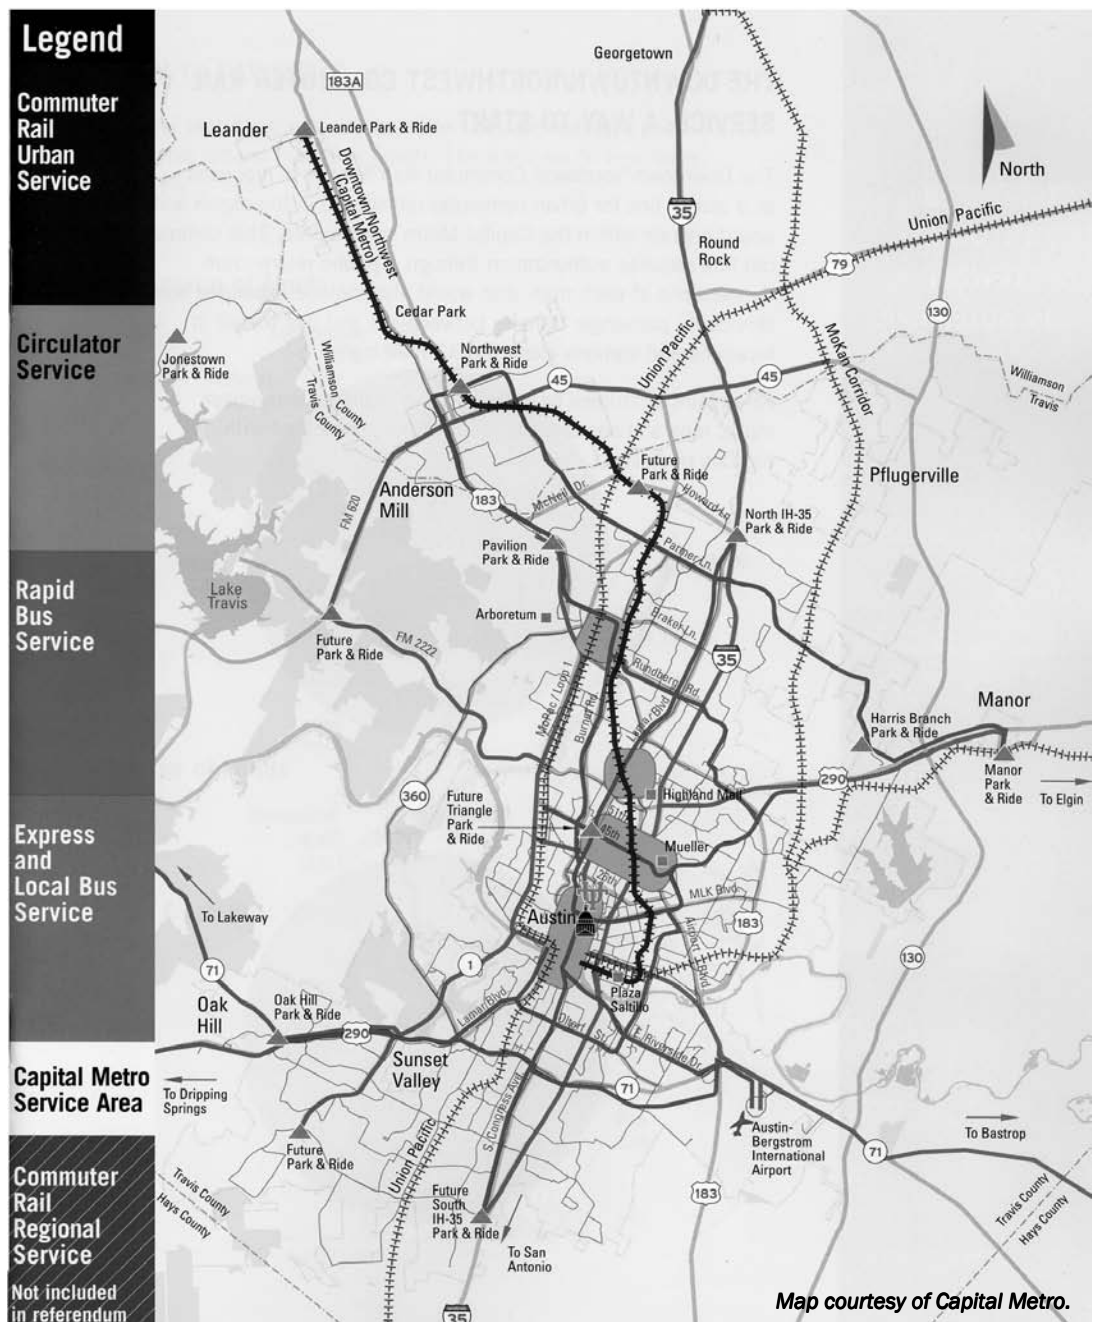 Legend
Commuter
Rail
Urban
Service
Circulator
Service
Rapid
Bus
Service
Express
and
Local Bus
Service
Capital Metro
Service Area
Commuter
Rail
Regional
Service
Not included
in referendum
183A
Georgetown
Leander
Leander Park & Ride
North
Downtown/Northwest
(Capital Metro)
Union Pacific
35
Round
Rock
79
130
Cedar Park
Jonestown
Park & Ride
Williamson County
Travis County
Northwest
Park & Ride
Union Pacific
McKay Corridor
45
45
Williamson
Travis
Anderson
Mill
FM 620
183
McNeil Dr.
Future
Park & Ride
Howard Ln.
Pflugerville
North IH-35
Park & Ride
Pavilion
Park & Ride
Parmer Ln.
Lake
Travis
Arboretum
Braker Ln.
Future
Park & Ride
FM 2222
35
Rundberg Rd.
MoPac / Loop 1
Burnet Rd.
Lamar Blvd
Manor
Harris Branch
Park & Ride
290
Manor
Park
& Ride
To Elgin
360
Future
Triangle
Park
& Ride
Highland Mall
51th
45th
Mueller
26th
MLK Blvd.
Austin
183
Airport Blvd
To Lakeway
71
1
130
Oak
Hill
Oak Hill
Park & Ride
290
Lamar Blvd
Plaza
Saltillo
Oltorf St.
E. Riverside Dr.
Sunset
Valley
71
To Dripping
Springs
S. Congress Ave.
Austin-
Bergstrom
International
Airport
To Bastrop
71
Future
Park & Ride
Union Pacific
Travis County
Hays County
Future
South
IH-35
Park & Ride
183
Travis County
Hays County
To San
Antonio
35
Map courtesy of Capital Metro.